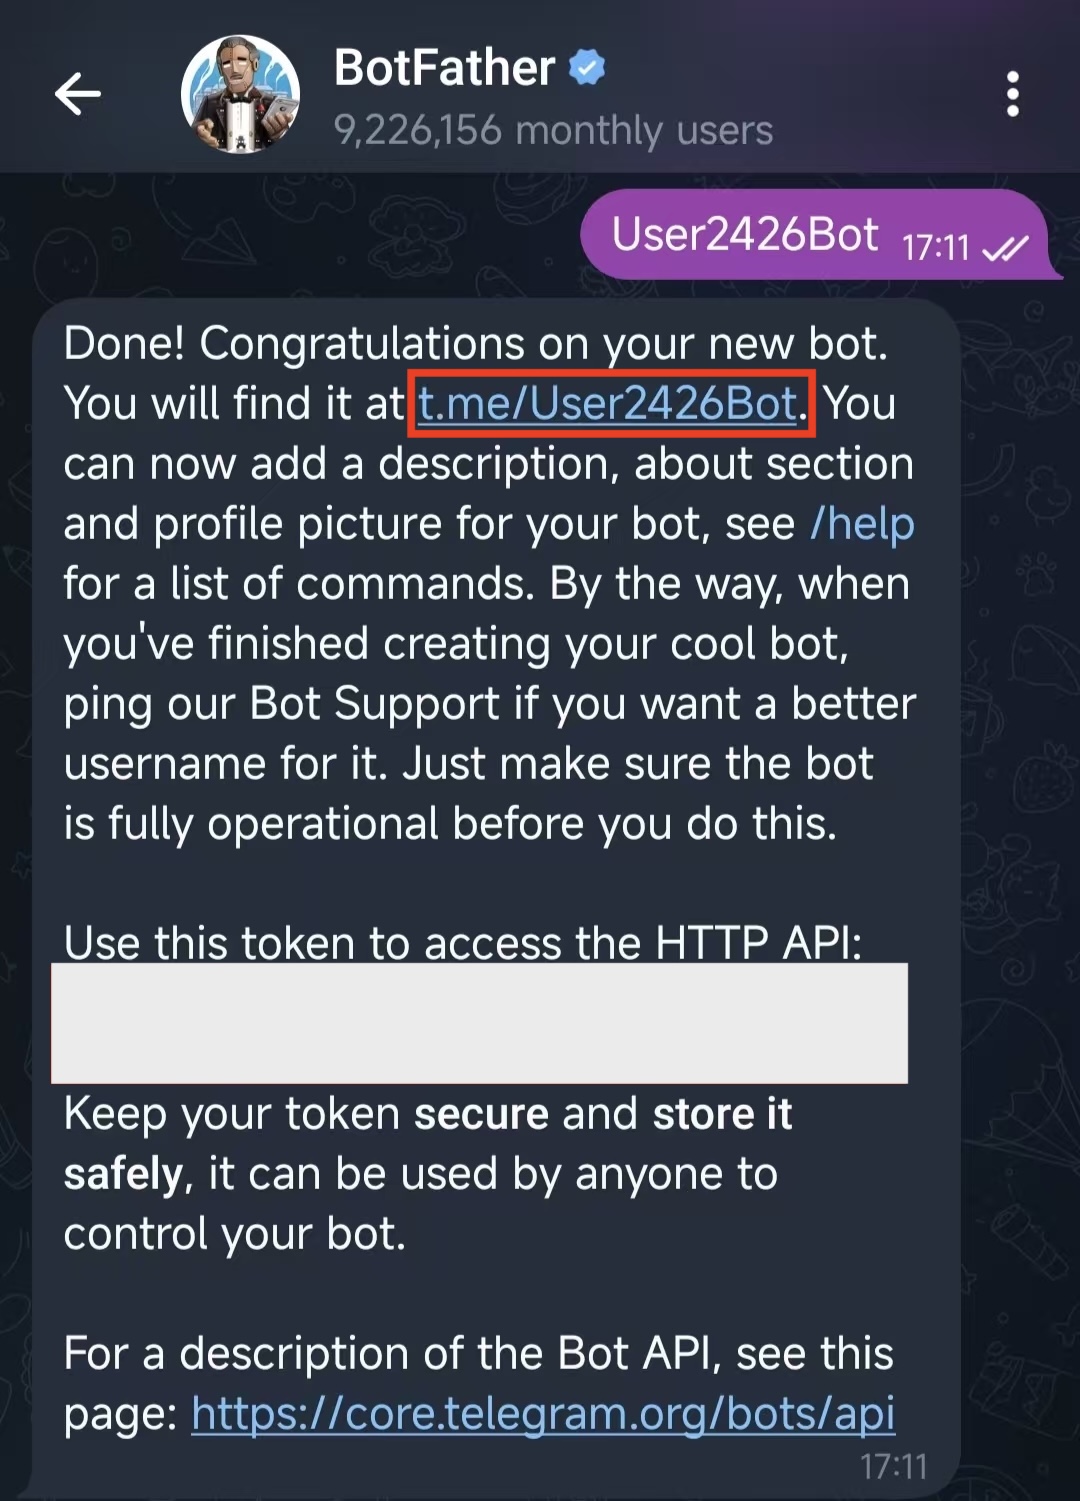 BotFather
9,226,156 monthly users
User2426Bot 17:11
Done! Congratulations on your new bot.
You will find it at t.me/User2426Bot. You
can now add a description, about section
and profile picture for your bot, see /help
for a list of commands. By the way, when
you've finished creating your cool bot,
ping our Bot Support if you want a better
username for it. Just make sure the bot
is fully operational before you do this.
Use this token to access the HTTP API:
Keep your token secure and store it
safely, it can be used by anyone to
control your bot.
For a description of the Bot API, see this
page: https://core.telegram.org/bots/api
17:11